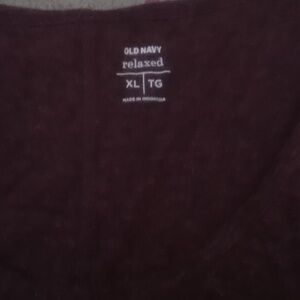 OLD NAVY
relaxed
XL | TG
MADE IN INDONESIA